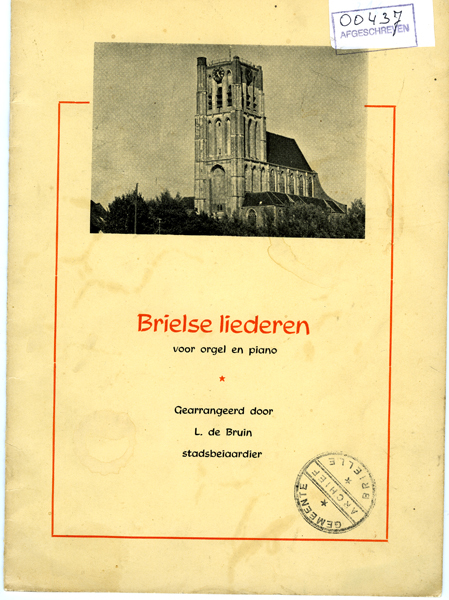 00437
AFGESCHREVEN
Brielse liederen
voor orgel en piano
*
Gearrangeerd door
L. de Bruin
stadsbeiaardier
GEMEENTE * BRIELLE *
ARCHIEF